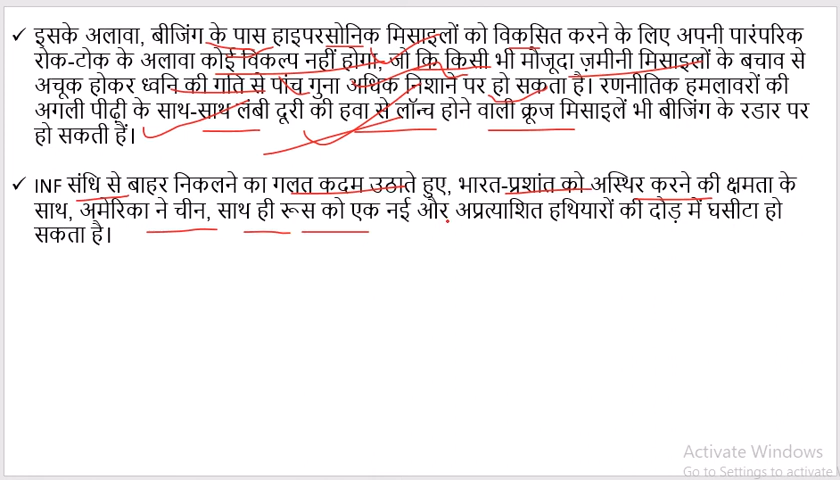 ✓ इसके अलावा, बीजिंग के पास हाइपरसोनिक मिसाइलों को विकसित करने के लिए अपनी पारंपरिक
रोक-टोक के अलावा कोई विकल्प नहीं होगा, जो कि किसी भी मौजूदा ज़मीनी मिसाइलों के बचाव से
अचूक होकर ध्वनि की गति से पांच गुना अधिक निशाने पर हो सकता है। रणनीतिक हमलावरों की
अगली पीढ़ी के साथ-साथ लंबी दूरी की हवा से लॉन्च होने वाली क्रूज मिसाइलें भी बीजिंग के रडार पर
हो सकती हैं।
✓ INF संधि से बाहर निकलने का गलत कदम उठाते हुए, भारत-प्रशांत को अस्थिर करने की क्षमता के
साथ, अमेरिका ने चीन, साथ ही रूस को एक नई और अप्रत्याशित हथियारों की दौड़ में घसीटा हो
सकता है।
Activate Windows
Go to Settings to activate